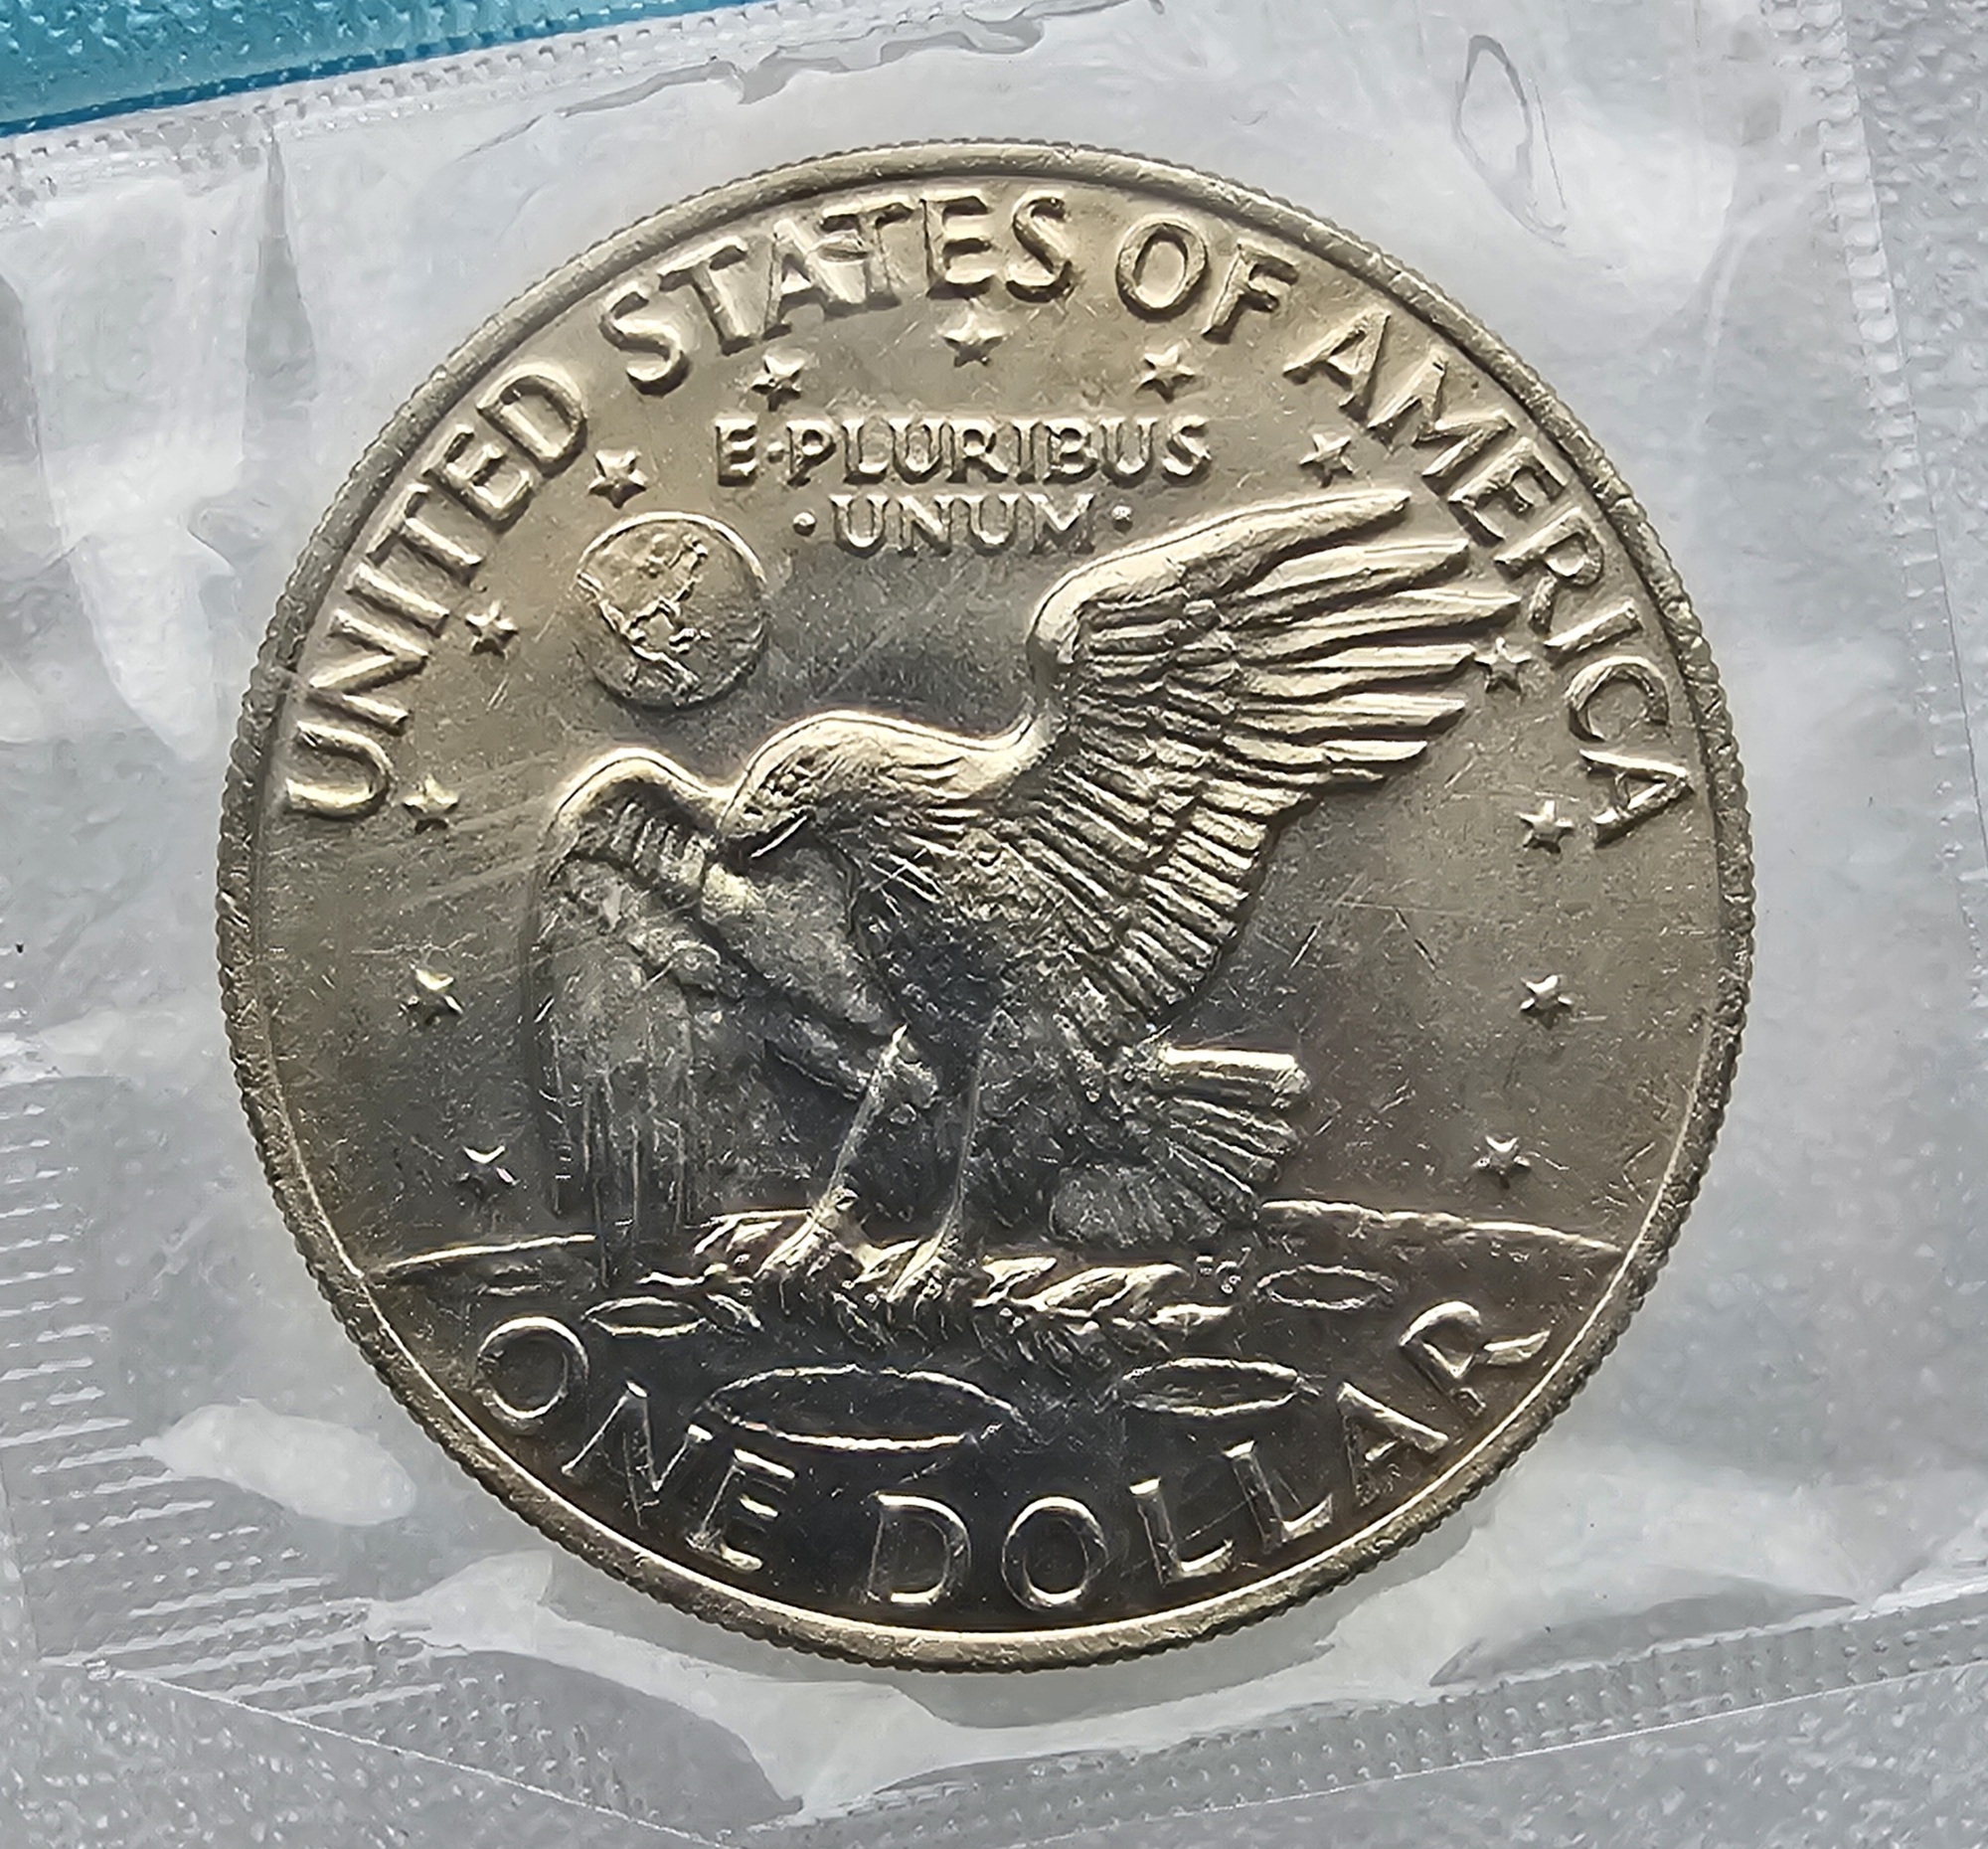 UNITED STATES OF AMERICA
E·PLURIBUS
·UNUM·
ONE DOLLAR